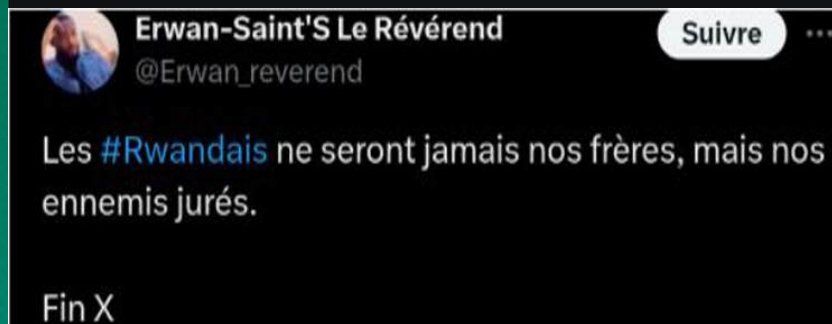 Erwan-Saint'S Le Révérend
Suivre
@Erwan_reverend
Les #Rwandais ne seront jamais nos frères, mais nos
ennemis jurés.
Fin X